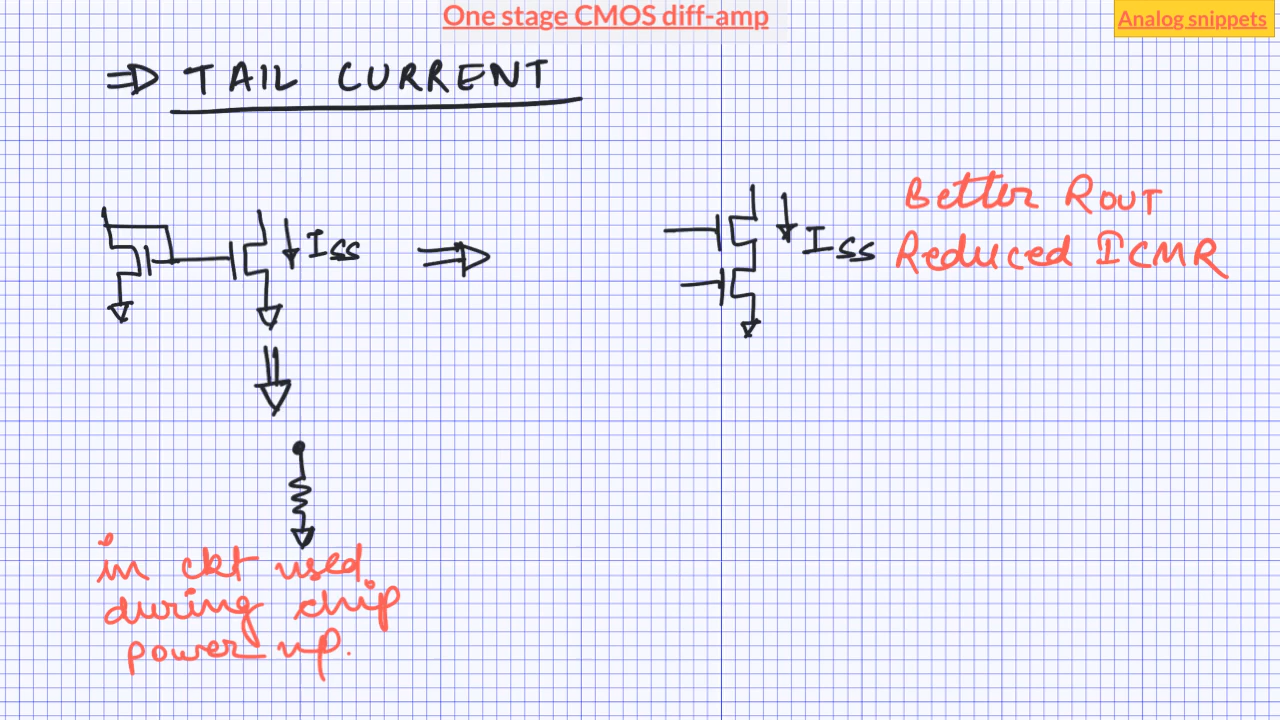 One stage CMOS diff-amp
Analog snippets
⇒ TAIL CURRENT
ISS
ISS
Better ROUT
Reduced ICMR
in ckt used
during chip
power up.